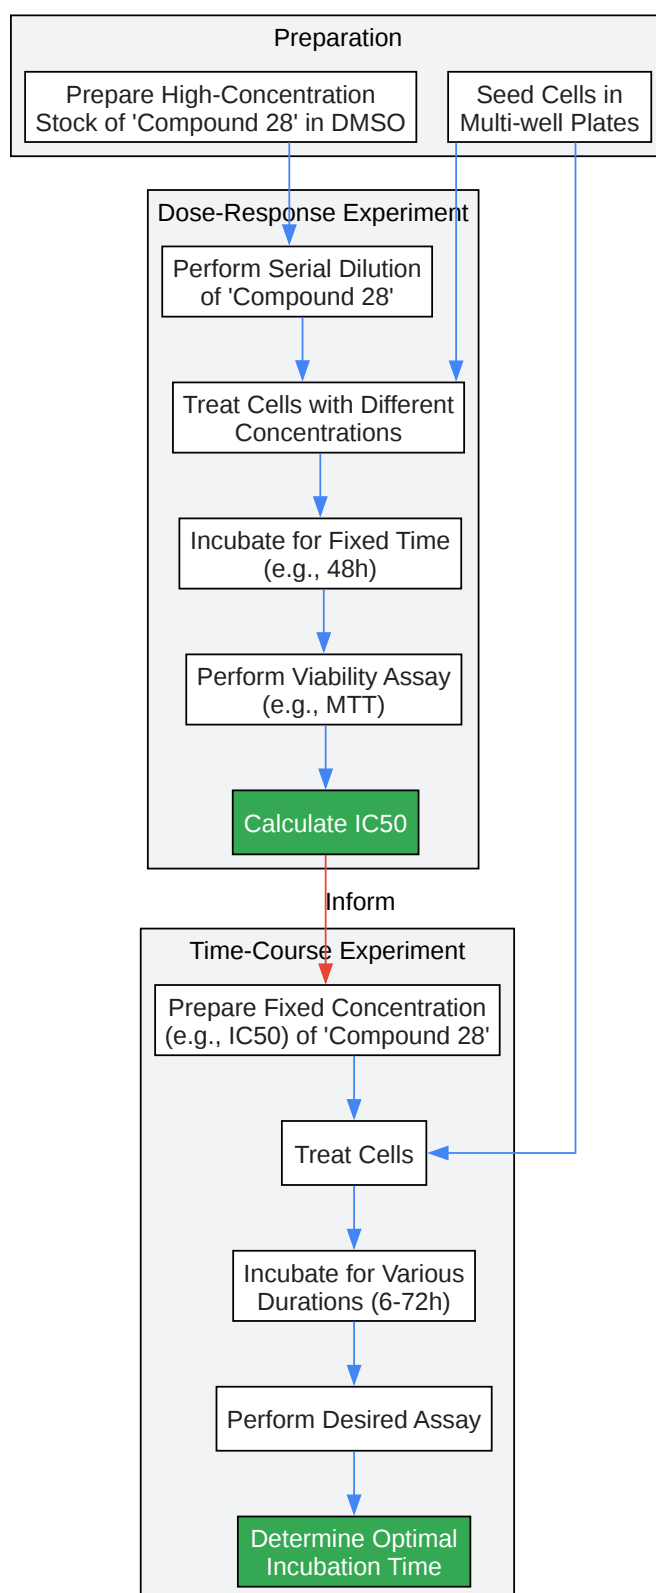 Preparation
Prepare High-Concentration
Stock of 'Compound 28' in DMSO
Seed Cells in
Multi-well Plates
Dose-Response Experiment
Perform Serial Dilution
of 'Compound 28'
Treat Cells with Different
Concentrations
Incubate for Fixed Time
(e.g., 48h)
Perform Viability Assay
(e.g., MTT)
Calculate IC50
Inform
Time-Course Experiment
Prepare Fixed Concentration
(e.g., IC50) of 'Compound 28'
Treat Cells
Incubate for Various
Durations (6-72h)
Perform Desired Assay
Determine Optimal
Incubation Time